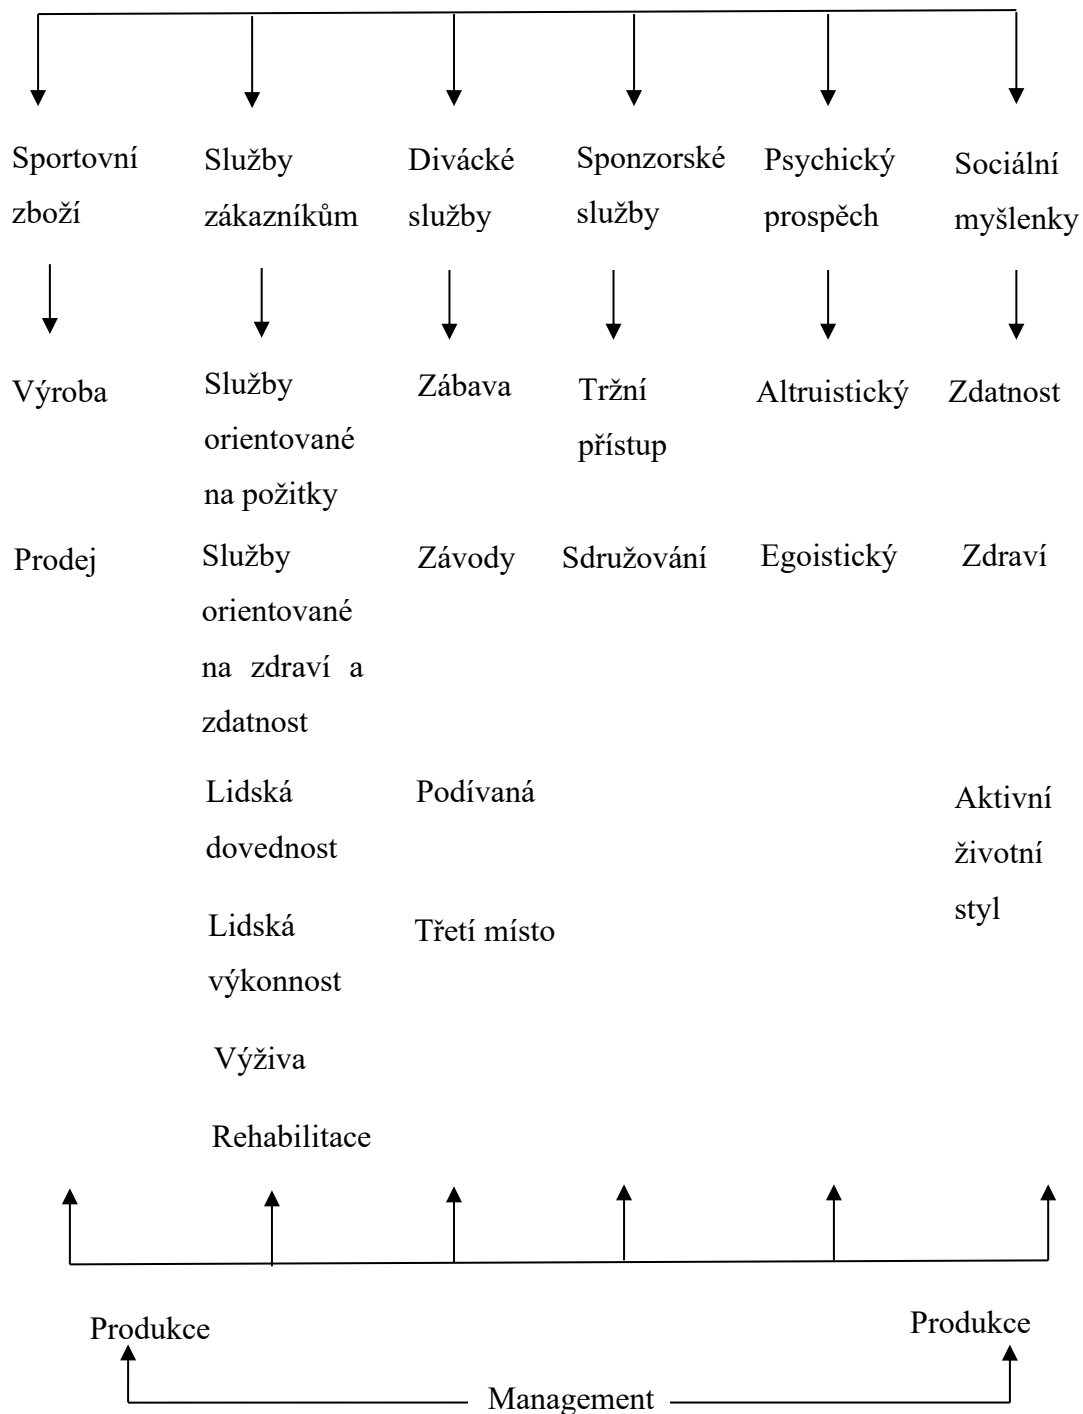 Sportovní
zboží
Služby
zákazníkům
Divácké
služby
Sponzorské
služby
Psychický
prospěch
Sociální
myšlenky
Výroba
Služby
orientované
na požitky
Zábava
Tržní
přístup
Altruistický
Zdatnost
Prodej
Služby
orientované
na zdraví a
zdatnost
Závody
Sdružování
Egoistický
Zdraví
Lidská
dovednost
Podívaná
Aktivní
životní
styl
Lidská
výkonnost
Třetí místo
Výživa
Rehabilitace
Produkce
Produkce
Management